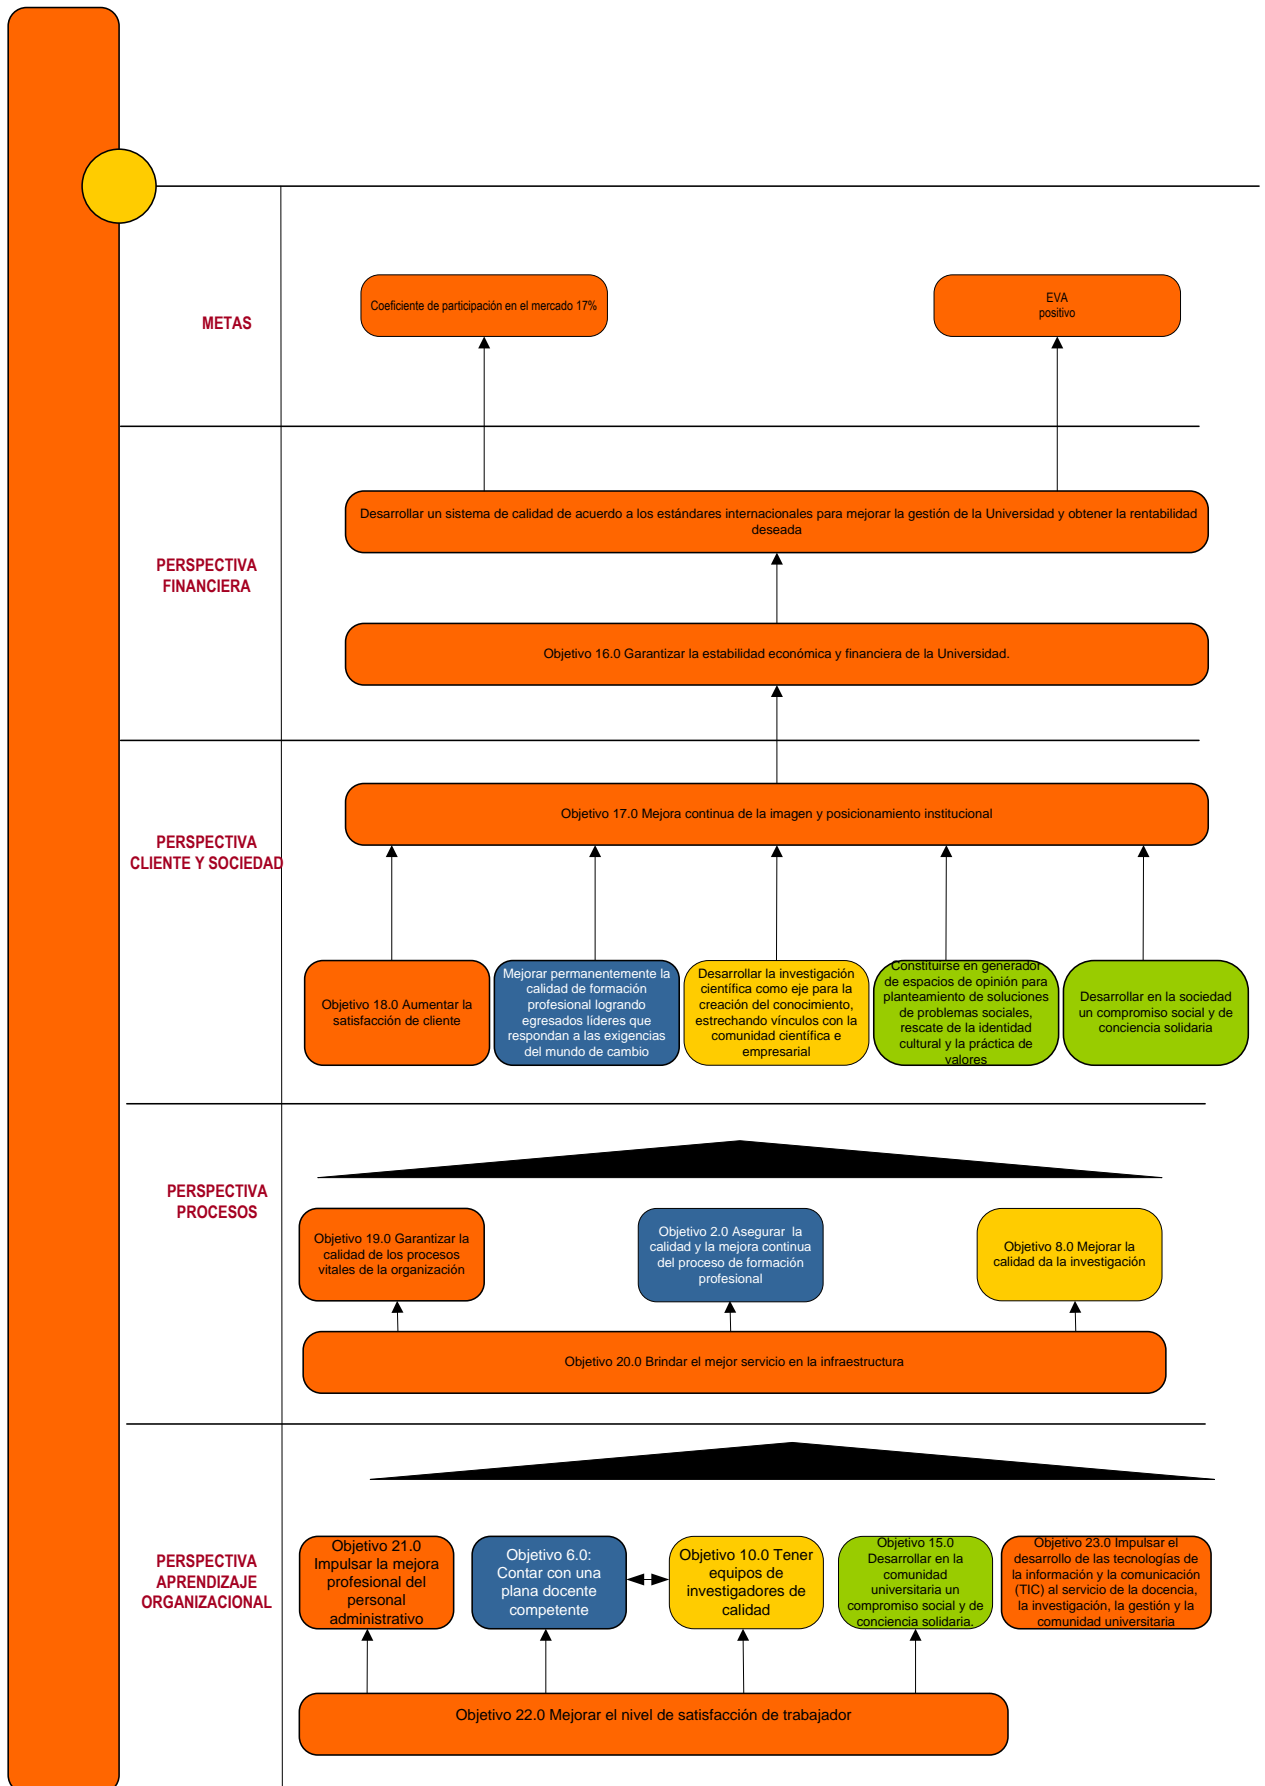 METAS
Coeficiente de participación en el mercado 17%
EVA
positivo
PERSPECTIVA
FINANCIERA
Desarrollar un sistema de calidad de acuerdo a los estándares internacionales para mejorar la gestión de la Universidad y obtener la rentabilidad
deseada
Objetivo 16.0 Garantizar la estabilidad económica y financiera de la Universidad.
PERSPECTIVA
CLIENTE Y SOCIEDAD
Objetivo 17.0 Mejora continua de la imagen y posicionamiento institucional
Objetivo 18.0 Aumentar la
satisfacción de cliente
Mejorar permanentemente la
calidad de formación
profesional logrando
egresados líderes que
respondan a las exigencias
del mundo de cambio
Desarrollar la investigación
científica como eje para la
creación del conocimiento,
estrechando vínculos con la
comunidad científica e
empresarial
Constituirse en generador
de espacios de opinión para
planteamiento de soluciones
de problemas sociales,
rescate de la identidad
cultural y la práctica de
valores
Desarrollar en la sociedad
un compromiso social y de
conciencia solidaria
PERSPECTIVA
PROCESOS
Objetivo 19.0 Garantizar la
calidad de los procesos
vitales de la organización
Objetivo 2.0 Asegurar  la
calidad y la mejora continua
del proceso de formación
profesional
Objetivo 8.0 Mejorar la
calidad da la investigación
Objetivo 20.0 Brindar el mejor servicio en la infraestructura
PERSPECTIVA
APRENDIZAJE
ORGANIZACIONAL
Objetivo 21.0
Impulsar la mejora
profesional del
personal
administrativo
Objetivo 6.0:
Contar con una
plana docente
competente
Objetivo 10.0 Tener
equipos de
investigadores de
calidad
Objetivo 15.0
Desarrollar en la
comunidad
universitaria un
compromiso social y de
conciencia solidaria.
Objetivo 23.0 Impulsar el
desarrollo de las tecnologías de
la información y la comunicación
(TIC) al servicio de la docencia,
la investigación, la gestión y la
comunidad universitaria
Objetivo 22.0 Mejorar el nivel de satisfacción de trabajador